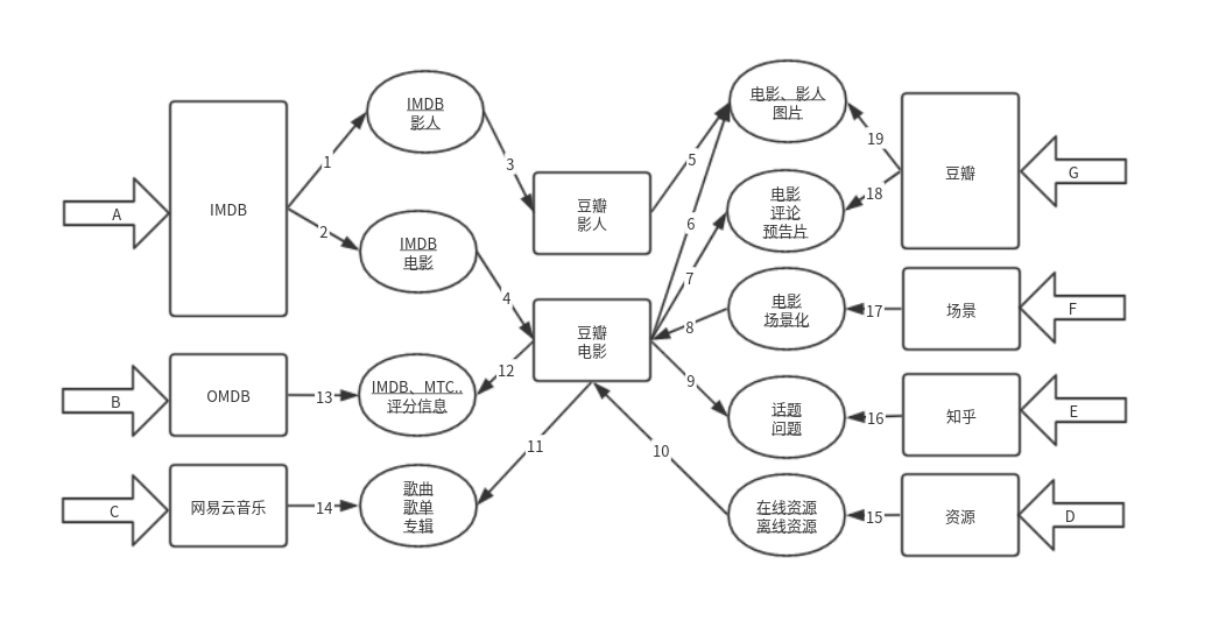 A
IMDB
1
2
IMDB
影人
IMDB
电影
3
4
B
OMDB
13
IMDB、MTC..
评分信息
12
C
网易云音乐
14
歌曲
歌单
专辑
11
豆瓣
影人
豆瓣
电影
5
6
7
8
9
10
电影、影人
图片
电影
评论
预告片
电影
场景化
话题
问题
在线资源
离线资源
19
18
17
16
15
豆瓣
G
场景
F
知乎
E
资源
D